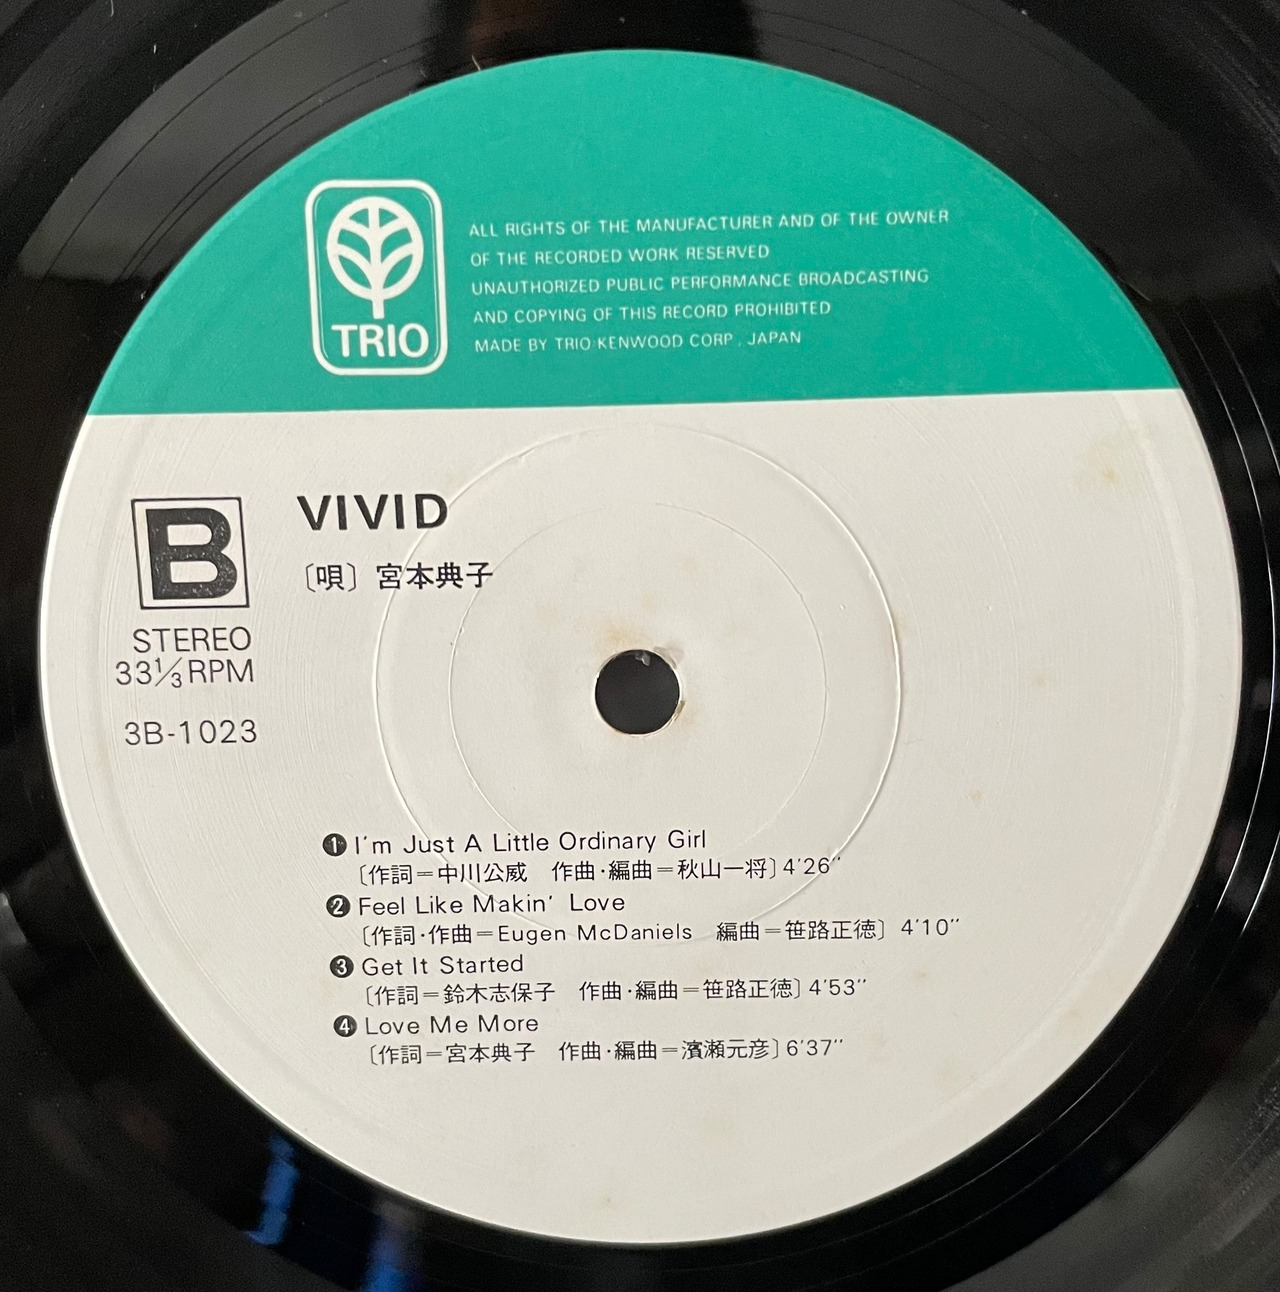 TRIO
ALL RIGHTS OF THE MANUFACTURER AND OF THE OWNER
OF THE RECORDED WORK RESERVED
UNAUTHORIZED PUBLIC PERFORMANCE BROADCASTING
AND COPYING OF THIS RECORD PROHIBITED
MADE BY TRIO·KENWOOD CORP., JAPAN
B
STEREO
33⅓RPM
3B-1023
VIVID
〔唄〕宮本典子
❶ I'm Just A Little Ordinary Girl
〔作詞=中川公威 作曲·編曲=秋山一将〕4'26"
❷ Feel Like Makin' Love
〔作詞·作曲=Eugen McDaniels 編曲=笹路正徳〕 4'10"
❸ Get It Started
〔作詞=鈴木志保子 作曲·編曲=笹路正徳〕4'53"
❹ Love Me More
〔作詞=宮本典子 作曲·編曲=濱瀬元彦〕6'37"